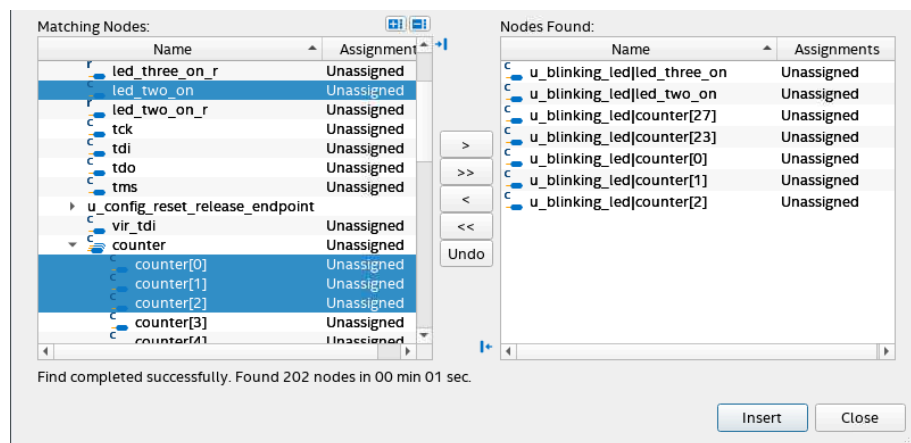 Matching Nodes:
Name Assignment
led_three_on_r Unassigned
led_two_on Unassigned
led_two_on_r Unassigned
tck Unassigned
tdi Unassigned
tdo Unassigned
tms Unassigned
u_config_reset_release_endpoint
vir_tdi Unassigned
counter Unassigned
counter[0] Unassigned
counter[1] Unassigned
counter[2] Unassigned
counter[3] Unassigned
counter[4] Unassigned
Find completed successfully. Found 202 nodes in 00 min 01 sec.
>
>>
<
<<
Undo
Nodes Found:
Name Assignments
u_blinking_led|led_three_on Unassigned
u_blinking_led|led_two_on Unassigned
u_blinking_led|counter[27] Unassigned
u_blinking_led|counter[23] Unassigned
u_blinking_led|counter[0] Unassigned
u_blinking_led|counter[1] Unassigned
u_blinking_led|counter[2] Unassigned
Insert Close